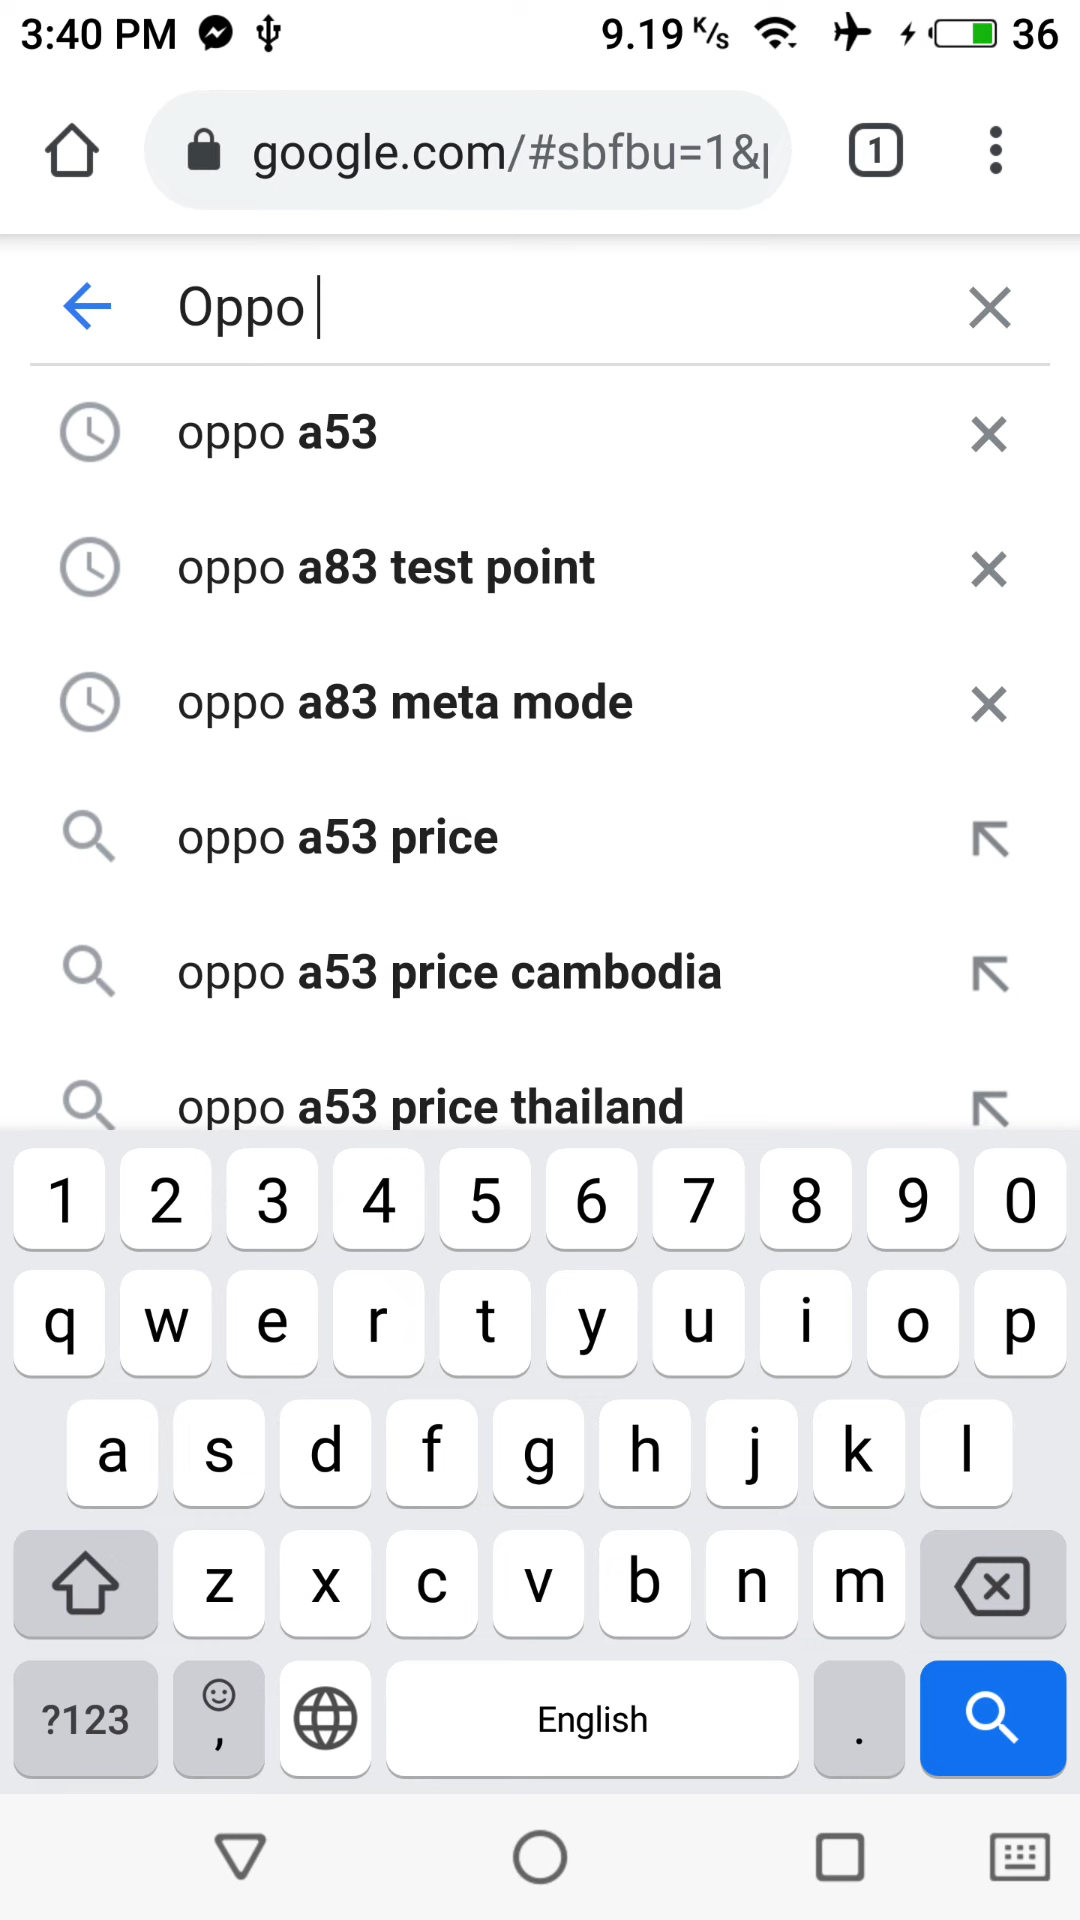 3:40 PM 9.19 K/s 36
google.com/#sbfbu=1& 1
Oppo
oppo a53
oppo a83 test point
oppo a83 meta mode
oppo a53 price
oppo a53 price cambodia
oppo a53 price thailand
1 2 3 4 5 6 7 8 9 0
q w e r t y u i o p
a s d f g h j k l
z x c v b n m
?123 , English .